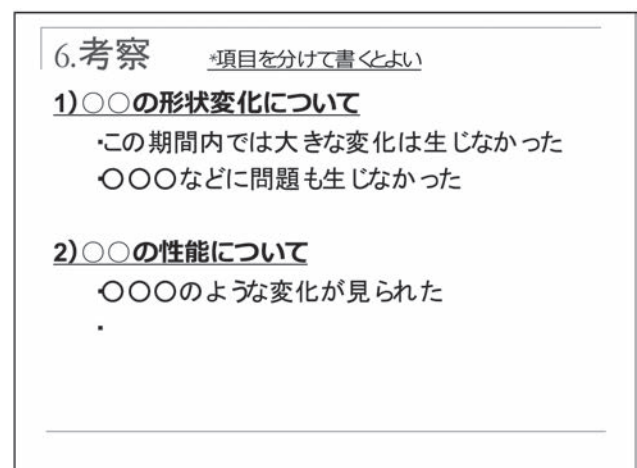 6.考察 *項目を分けて書くとよい
1)○○の形状変化について
・この期間内では大きな変化は生じなかった
・○○○などに問題も生じなかった
2)○○の性能について
・○○○のような変化が見られた
・